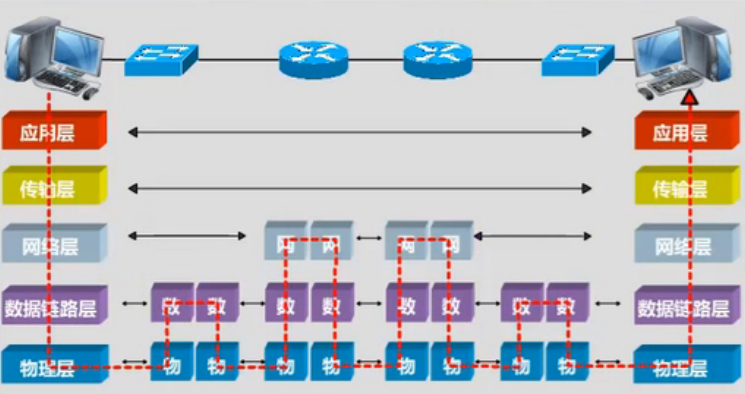 应用层 应用层
传输层 传输层
网络层 网 网 网 网 网络层
数据链路层 数 数 数 数 数 数 数 数 数据链路层
物理层 物 物 物 物 物 物 物 物 物理层